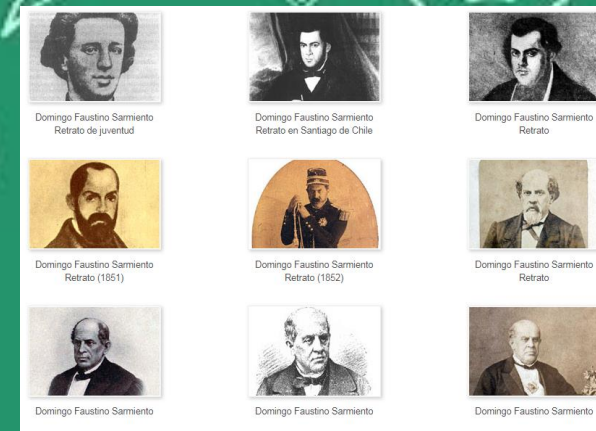 Domingo Faustino Sarmiento
Retrato de juventud
Domingo Faustino Sarmiento
Retrato en Santiago de Chile
Domingo Faustino Sarmiento
Retrato
Domingo Faustino Sarmiento
Retrato (1851)
Domingo Faustino Sarmiento
Retrato (1852)
Domingo Faustino Sarmiento
Retrato
Domingo Faustino Sarmiento
Domingo Faustino Sarmiento
Domingo Faustino Sarmiento